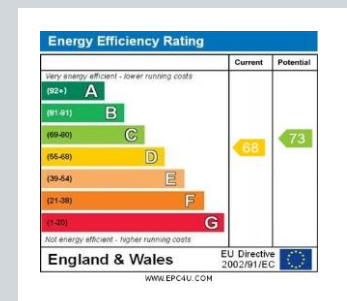 Energy Efficiency Rating
Current Potential
Very energy efficient - lower running costs
(92+) A
(81-91) B
(69-80) C
(55-68) D
(39-54) E
(21-38) F
(1-20) G
68
73
Not energy efficient - higher running costs
England & Wales
EU Directive
2002/91/EC
WWW.EPC4U.COM